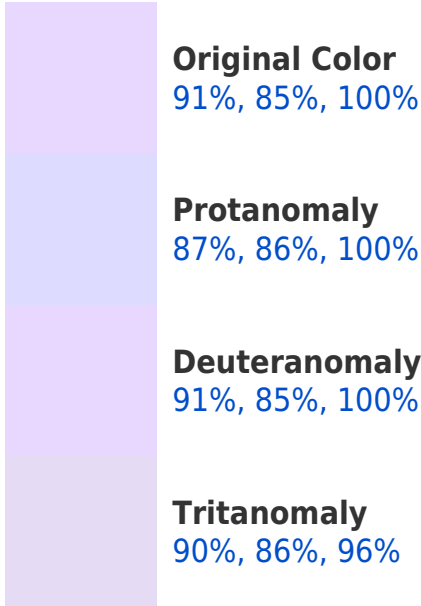 Original Color
91%, 85%, 100%
Protanomaly
87%, 86%, 100%
Deuteranomaly
91%, 85%, 100%
Tritanomaly
90%, 86%, 96%